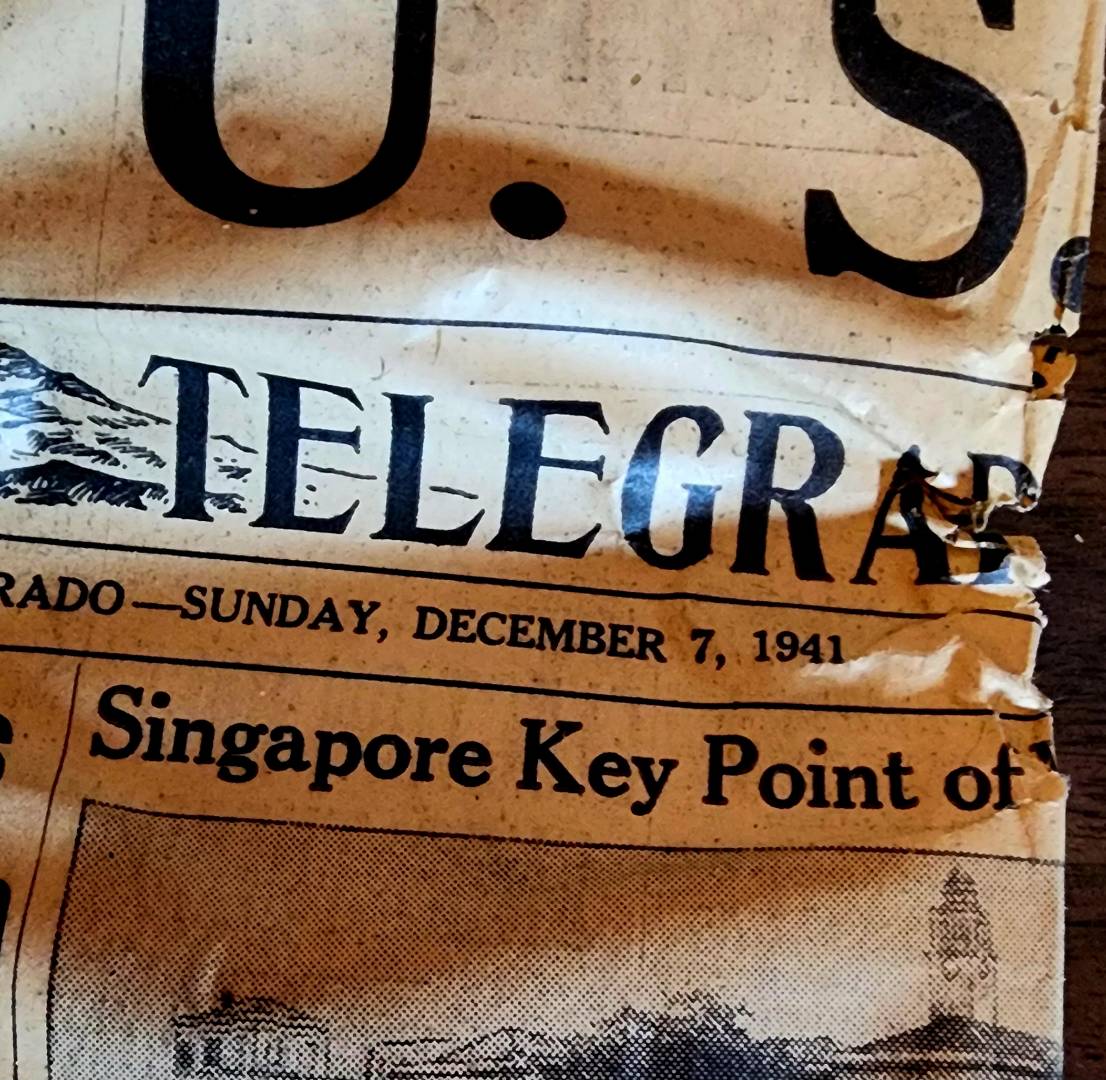 U. S
TELEGRA
RADO—SUNDAY, DECEMBER 7, 1941
Singapore Key Point of